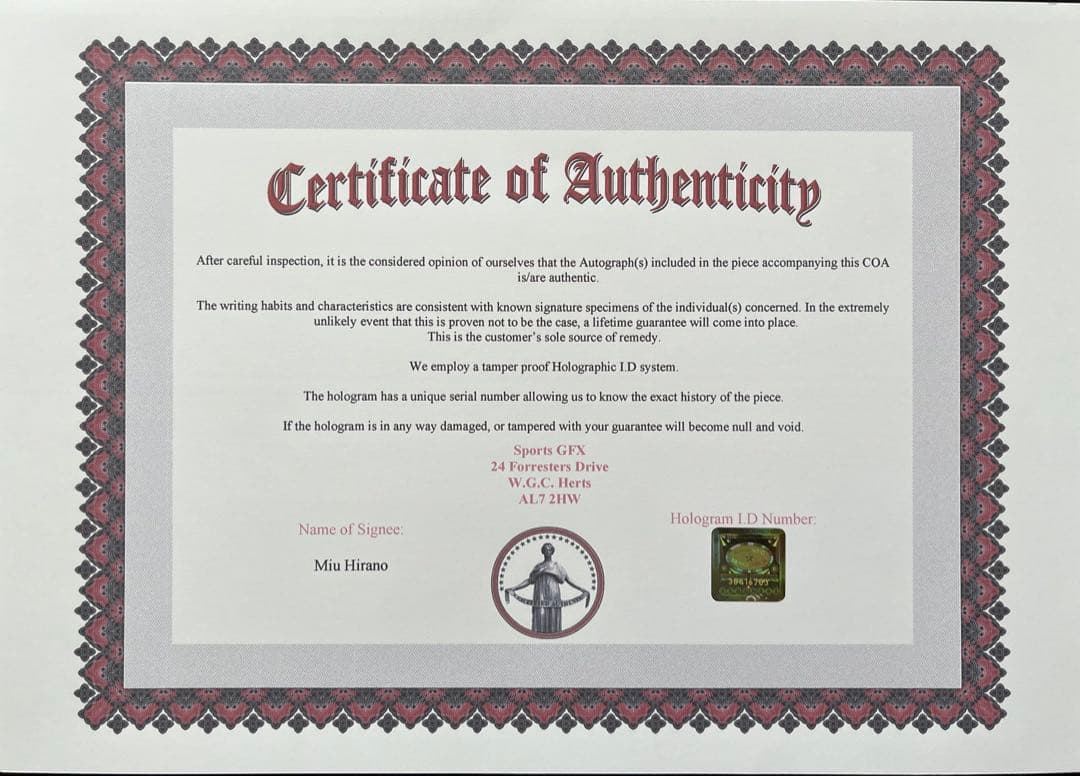 Certificate of Authenticity
After careful inspection, it is the considered opinion of ourselves that the Autograph(s) included in the piece accompanying this COA
is/are authentic.
The writing habits and characteristics are consistent with known signature specimens of the individual(s) concerned. In the extremely
unlikely event that this is proven not to be the case, a lifetime guarantee will come into place.
This is the customer's sole source of remedy.
We employ a tamper proof Holographic I.D system.
The hologram has a unique serial number allowing us to know the exact history of the piece.
If the hologram is in any way damaged, or tampered with your guarantee will become null and void.
Sports GFX
24 Forresters Drive
W.G.C. Herts
AL7 2HW
Name of Signee:
Miu Hirano
Hologram I.D Number: